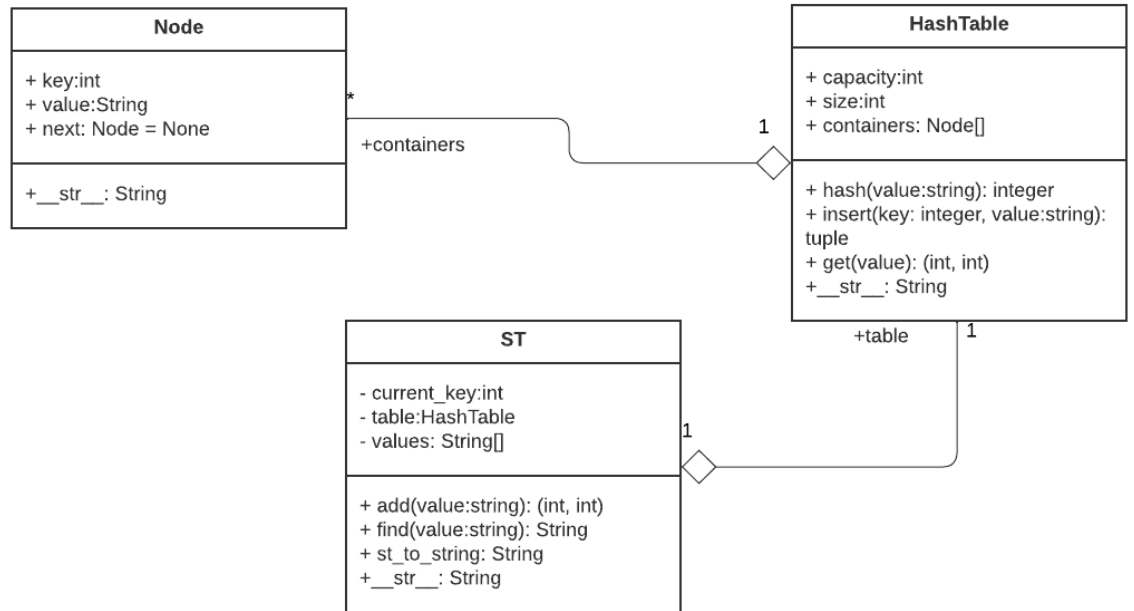 Node
+ key:int
+ value:String
+ next: Node = None
+__str__: String
*
+containers
1
HashTable
+ capacity:int
+ size:int
+ containers: Node[]
+ hash(value:string): integer
+ insert(key: integer, value:string):
tuple
+ get(value): (int, int)
+__str__: String
+table
1
ST
- current_key:int
- table:HashTable
- values: String[]
1
+ add(value:string): (int, int)
+ find(value:string): String
+ st_to_string: String
+__str__: String